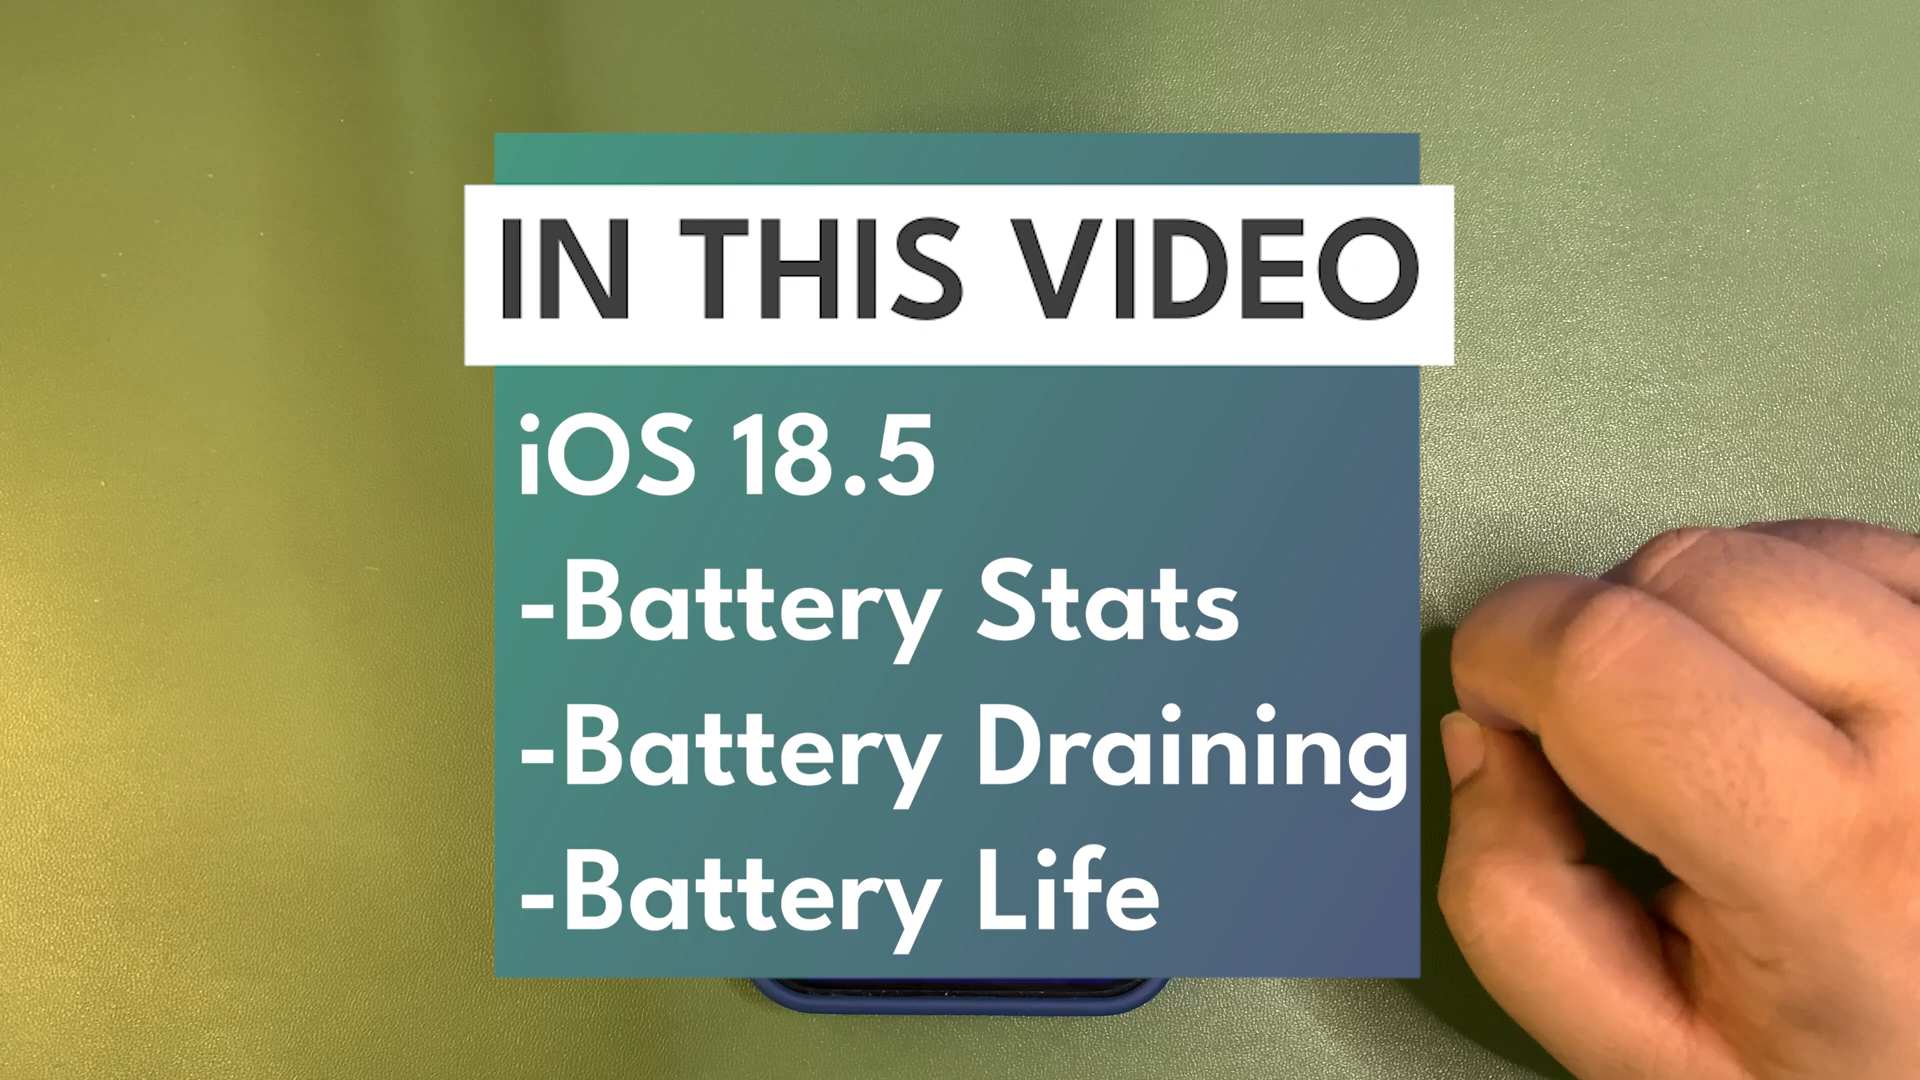 IN THIS VIDEO
iOS 18.5
-Battery Stats
-Battery Draining
-Battery Life